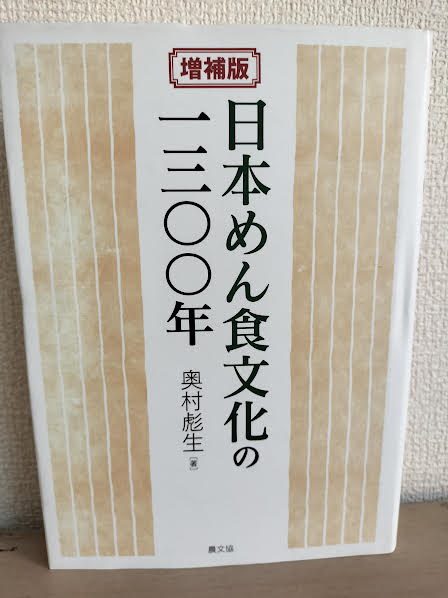 増補版
日本めん食文化の
一三〇〇年
奥村彪生[著]
農文協